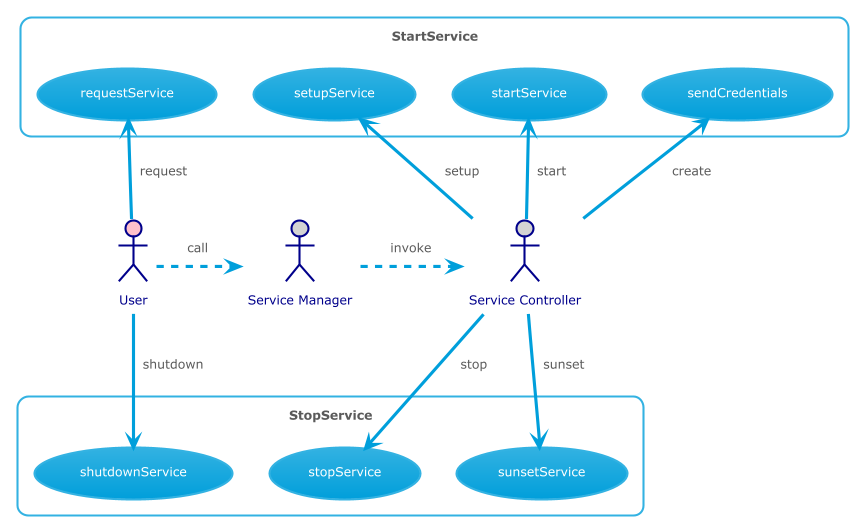 StartService
requestService
setupService
startService
sendCredentials
request
setup
start
create
call
invoke
User
Service Manager
Service Controller
shutdown
stop
sunset
StopService
shutdownService
stopService
sunsetService